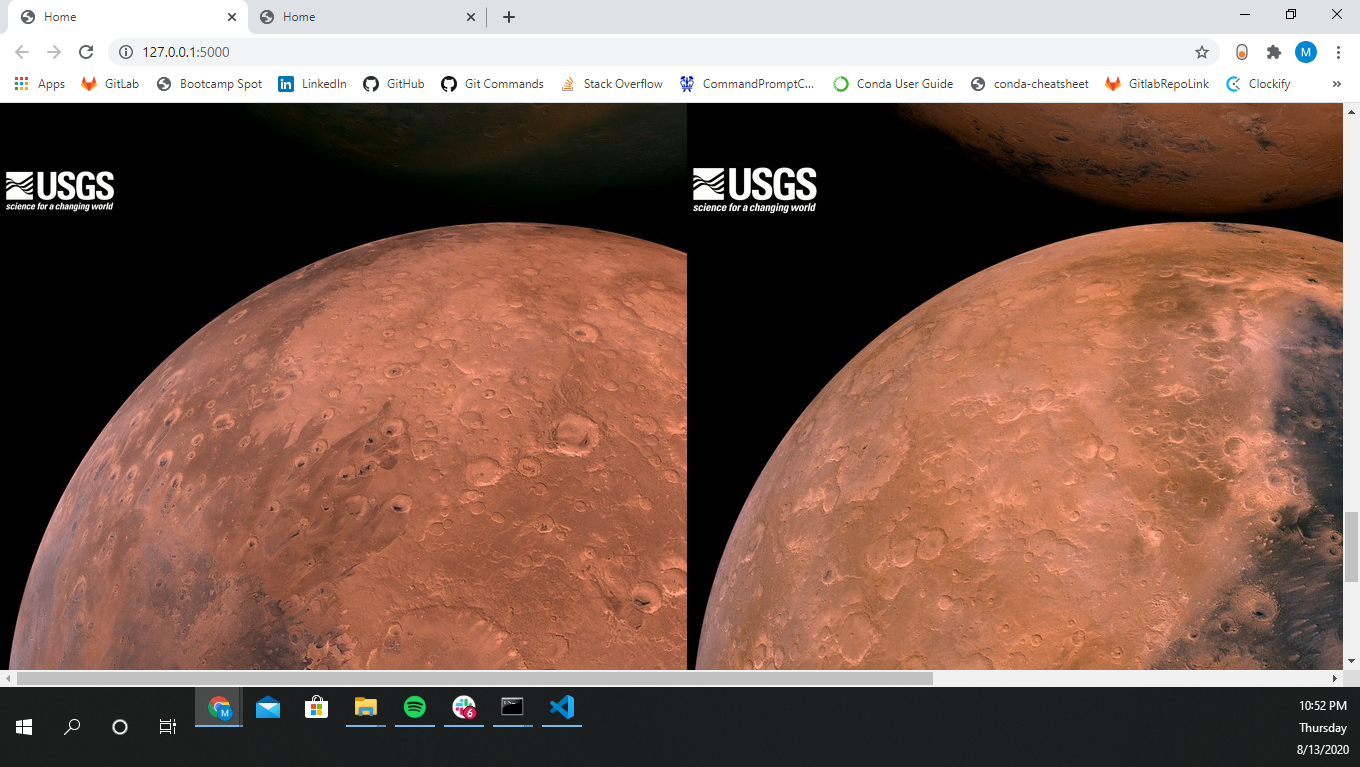 Home
Home
127.0.0.1:5000
M
Apps
GitLab
Bootcamp Spot
LinkedIn
GitHub
Git Commands
Stack Overflow
CommandPromptC...
Conda User Guide
conda-cheatsheet
GitlabRepoLink
Clockify
»
USGS
science for a changing world
USGS
science for a changing world
M
6
10:52 PM
Thursday
8/13/2020